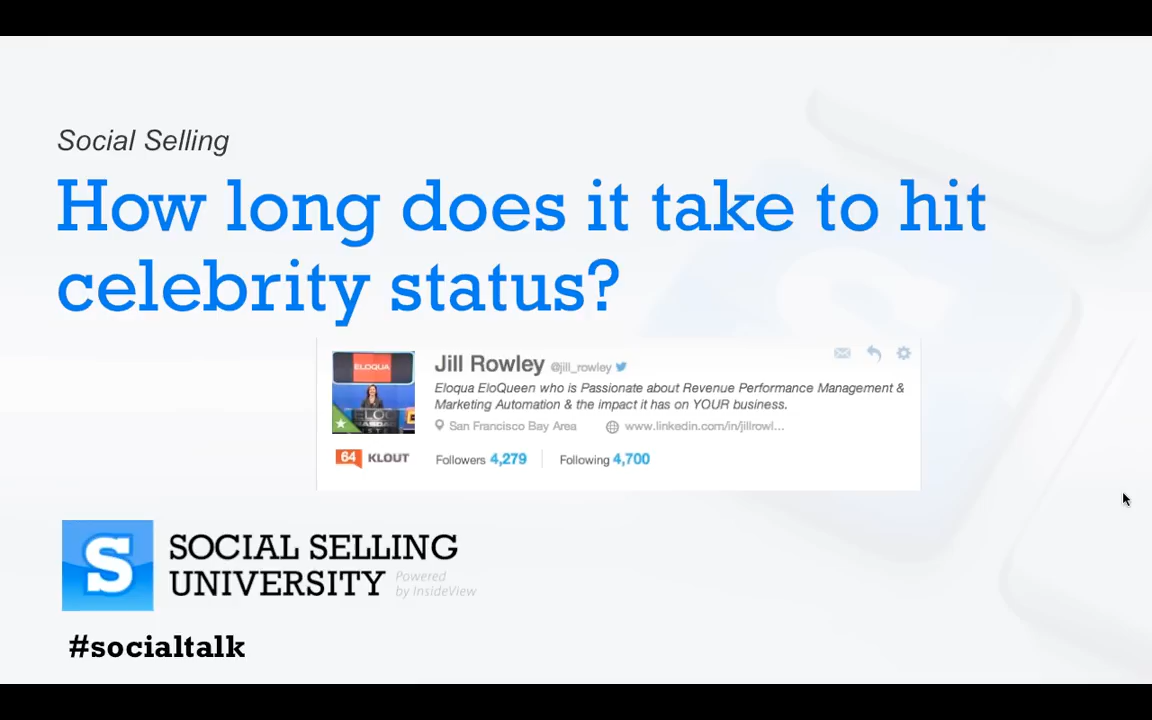 Social Selling
How long does it take to hit
celebrity status?
ELOQUA
Jill Rowley @jill_rowley
Eloqua EloQueen who is Passionate about Revenue Performance Management &
Marketing Automation & the impact it has on YOUR business.
San Francisco Bay Area www.linkedin.com/in/jillrowl...
64 KLOUT Followers 4,279 Following 4,700
S
SOCIAL SELLING
UNIVERSITY Powered
by InsideView
#socialtalk